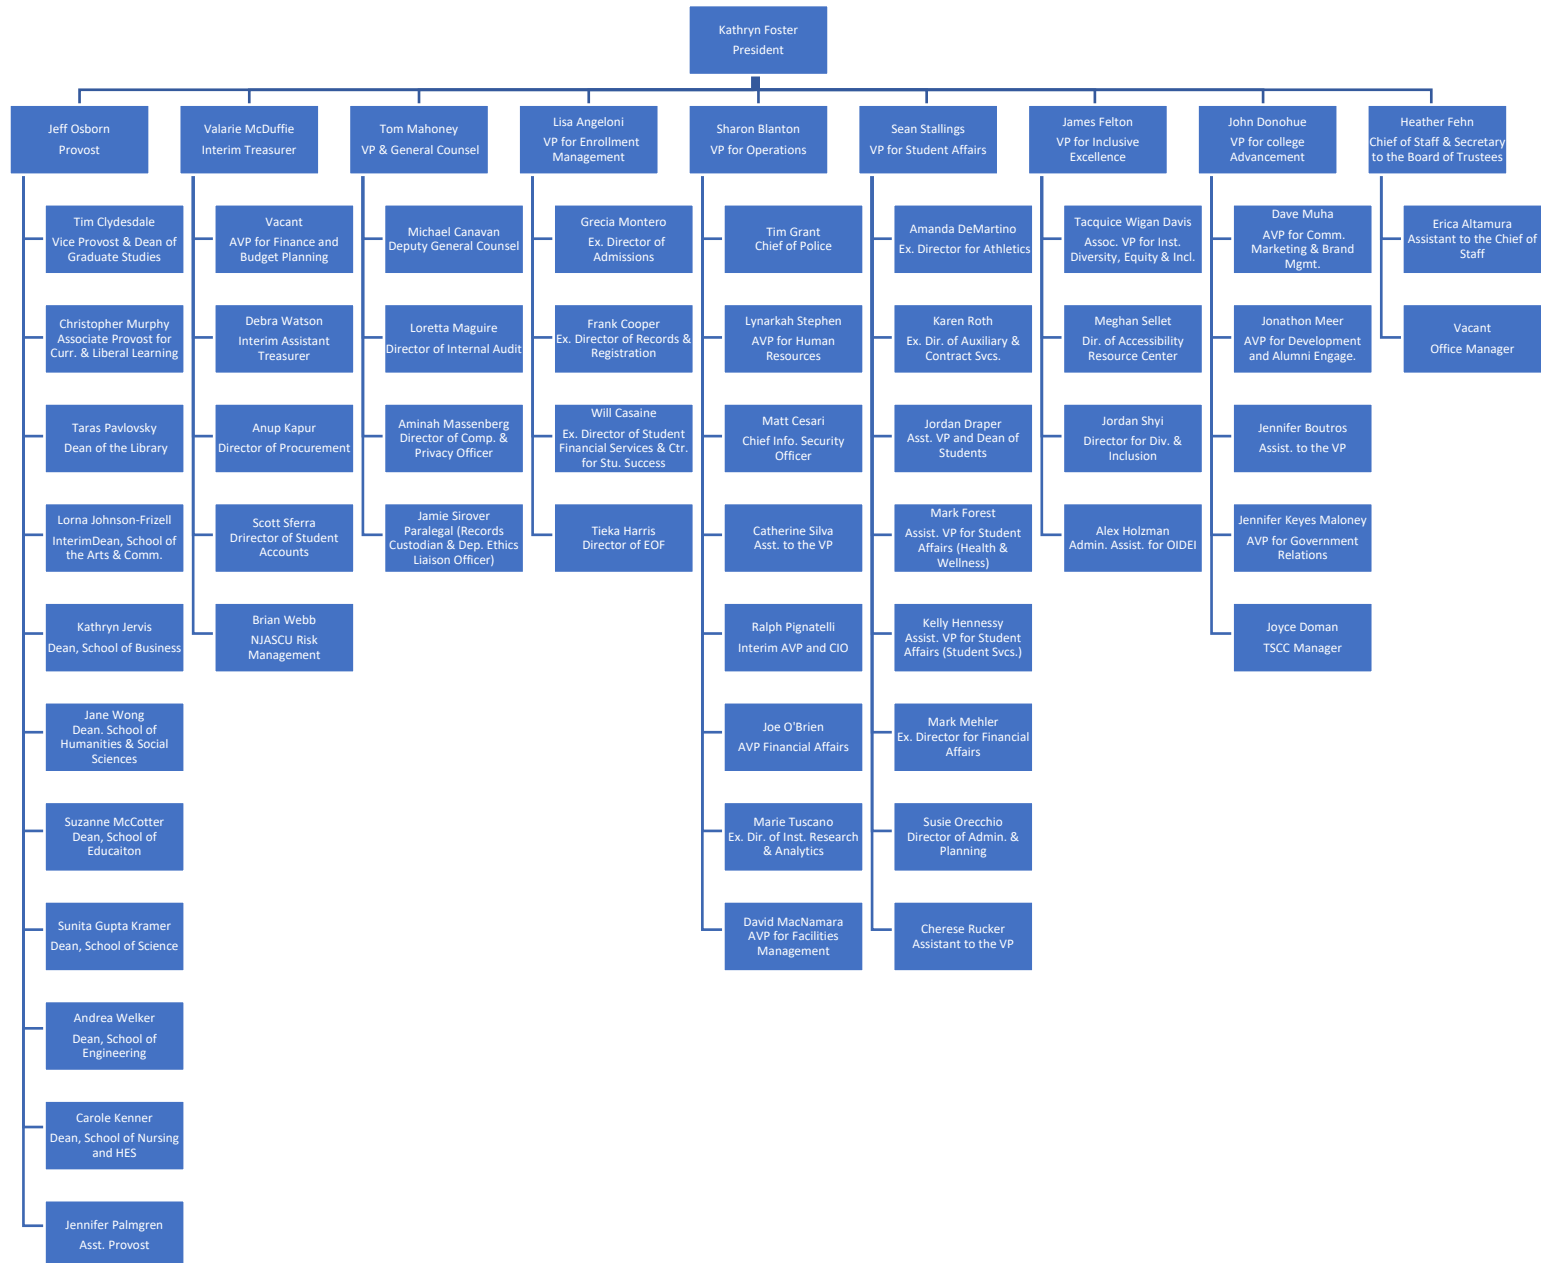 Kathryn Foster
President
Jeff Osborn
Provost
Valarie McDuffie
Interim Treasurer
Tom Mahoney
VP & General Counsel
Lisa Angeloni
VP for Enrollment
Management
Sharon Blanton
VP for Operations
Sean Stallings
VP for Student Affairs
James Felton
VP for Inclusive
Excellence
John Donohue
VP for college
Advancement
Heather Fehn
Chief of Staff & Secretary
to the Board of Trustees
Tim Clydesdale
Vice Provost & Dean of
Graduate Studies
Christopher Murphy
Associate Provost for
Curr. & Liberal Learning
Taras Pavlovsky
Dean of the Library
Lorna Johnson-Frizell
InterimDean, School of
the Arts & Comm.
Kathryn Jervis
Dean, School of Business
Jane Wong
Dean. School of
Humanities & Social
Sciences
Suzanne McCotter
Dean, School of
Educaiton
Sunita Gupta Kramer
Dean, School of Science
Andrea Welker
Dean, School of
Engineering
Carole Kenner
Dean, School of Nursing
and HES
Jennifer Palmgren
Asst. Provost
Vacant
AVP for Finance and
Budget Planning
Debra Watson
Interim Assistant
Treasurer
Anup Kapur
Director of Procurement
Scott Sferra
Drirector of Student
Accounts
Brian Webb
NJASCU Risk
Management
Michael Canavan
Deputy General Counsel
Loretta Maguire
Director of Internal Audit
Aminah Massenberg
Director of Comp. &
Privacy Officer
Jamie Sirover
Paralegal (Records
Custodian & Dep. Ethics
Liaison Officer)
Grecia Montero
Ex. Director of
Admissions
Frank Cooper
Ex. Director of Records &
Registration
Will Casaine
Ex. Director of Student
Financial Services & Ctr.
for Stu. Success
Tieka Harris
Director of EOF
Tim Grant
Chief of Police
Lynarkah Stephen
AVP for Human
Resources
Matt Cesari
Chief Info. Security
Officer
Catherine Silva
Asst. to the VP
Ralph Pignatelli
Interim AVP and CIO
Joe O'Brien
AVP Financial Affairs
Marie Tuscano
Ex. Dir. of Inst. Research
& Analytics
David MacNamara
AVP for Facilities
Management
Amanda DeMartino
Ex. Director for Athletics
Karen Roth
Ex. Dir. of Auxiliary &
Contract Svcs.
Jordan Draper
Asst. VP and Dean of
Students
Mark Forest
Assist. VP for Student
Affairs (Health &
Wellness)
Kelly Hennessy
Assist. VP for Student
Affairs (Student Svcs.)
Mark Mehler
Ex. Director for Financial
Affairs
Susie Orecchio
Director of Admin. &
Planning
Cherese Rucker
Assistant to the VP
Tacquice Wigan Davis
Assoc. VP for Inst.
Diversity, Equity & Incl.
Meghan Sellet
Dir. of Accessibility
Resource Center
Jordan Shyi
Director for Div. &
Inclusion
Alex Holzman
Admin. Assist. for OIDEI
Dave Muha
AVP for Comm.
Marketing & Brand
Mgmt.
Jonathon Meer
AVP for Development
and Alumni Engage.
Jennifer Boutros
Assist. to the VP
Jennifer Keyes Maloney
AVP for Government
Relations
Joyce Doman
TSCC Manager
Erica Altamura
Assistant to the Chief of
Staff
Vacant
Office Manager